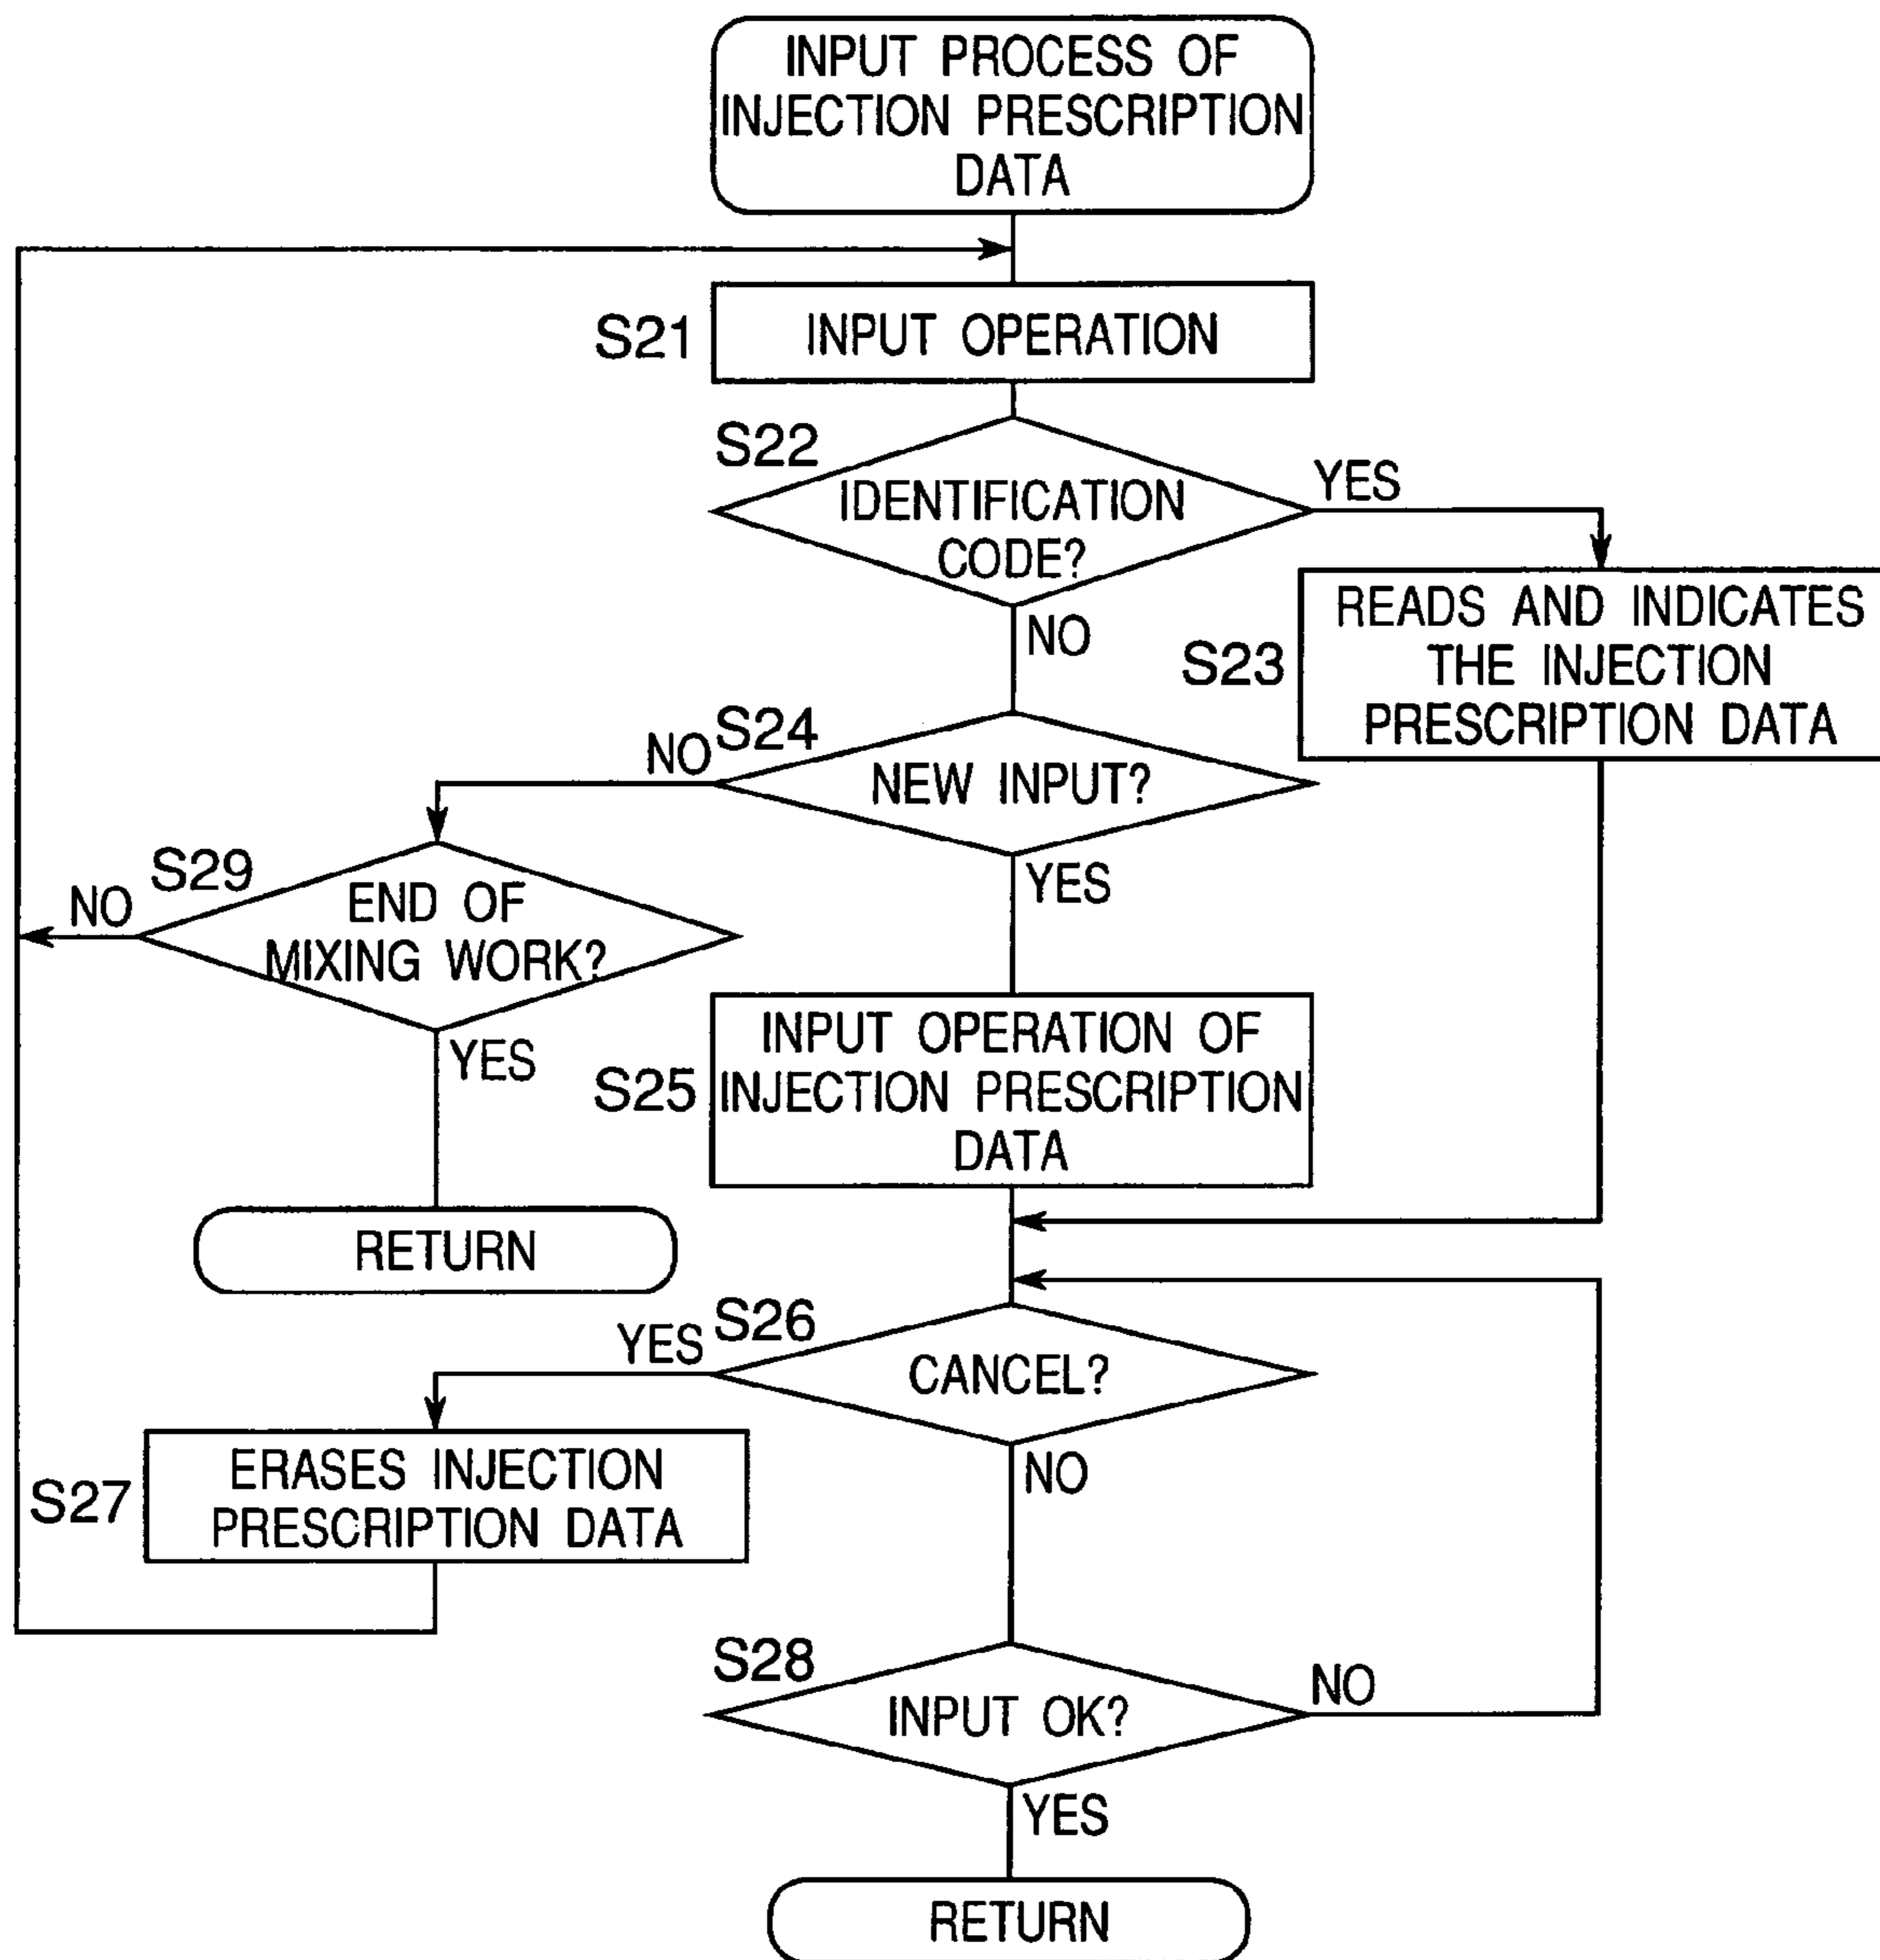 INPUT PROCESS OF
INJECTION PRESCRIPTION
DATA
S21
INPUT OPERATION
S22
IDENTIFICATION
CODE?
YES
NO
S23
READS AND INDICATES
THE INJECTION
PRESCRIPTION DATA
S24
NO
NEW INPUT?
YES
S29
NO
END OF
MIXING WORK?
YES
RETURN
S25
INPUT OPERATION OF
INJECTION PRESCRIPTION
DATA
S26
YES
CANCEL?
NO
S27
ERASES INJECTION
PRESCRIPTION DATA
S28
INPUT OK?
NO
YES
RETURN